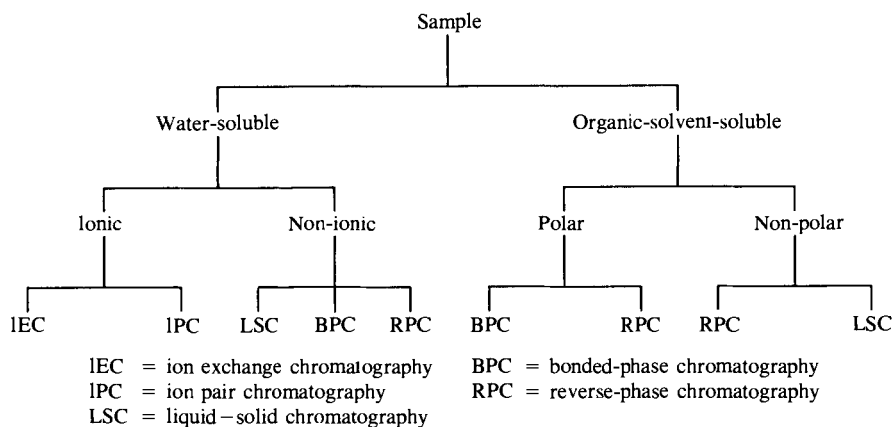 Sample
Water-soluble Organic-solvent-soluble
Ionic Non-ionic Polar Non-polar
IEC IPC LSC BPC RPC BPC RPC RPC LSC
IEC = ion exchange chromatography BPC = bonded-phase chromatography
IPC = ion pair chromatography RPC = reverse-phase chromatography
LSC = liquid–solid chromatography